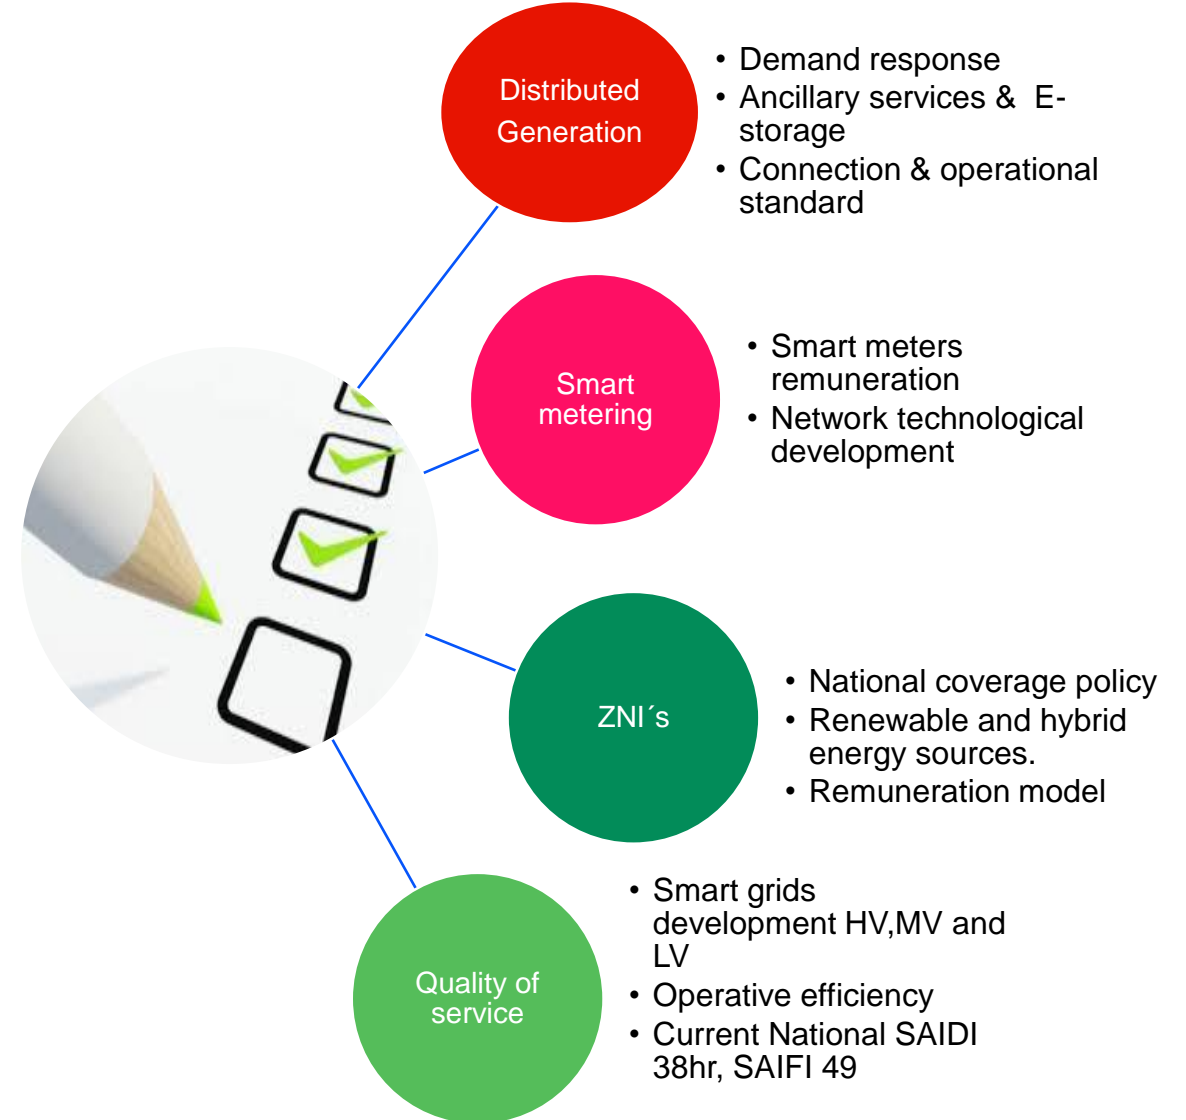 Distributed
Generation
• Demand response
• Ancillary services & E-
storage
• Connection & operational
standard
Smart
metering
• Smart meters
remuneration
• Network technological
development
ZNI´s
• National coverage policy
• Renewable and hybrid
energy sources.
• Remuneration model
Quality of
service
• Smart grids
development HV,MV and
LV
• Operative efficiency
• Current National SAIDI
38hr, SAIFI 49